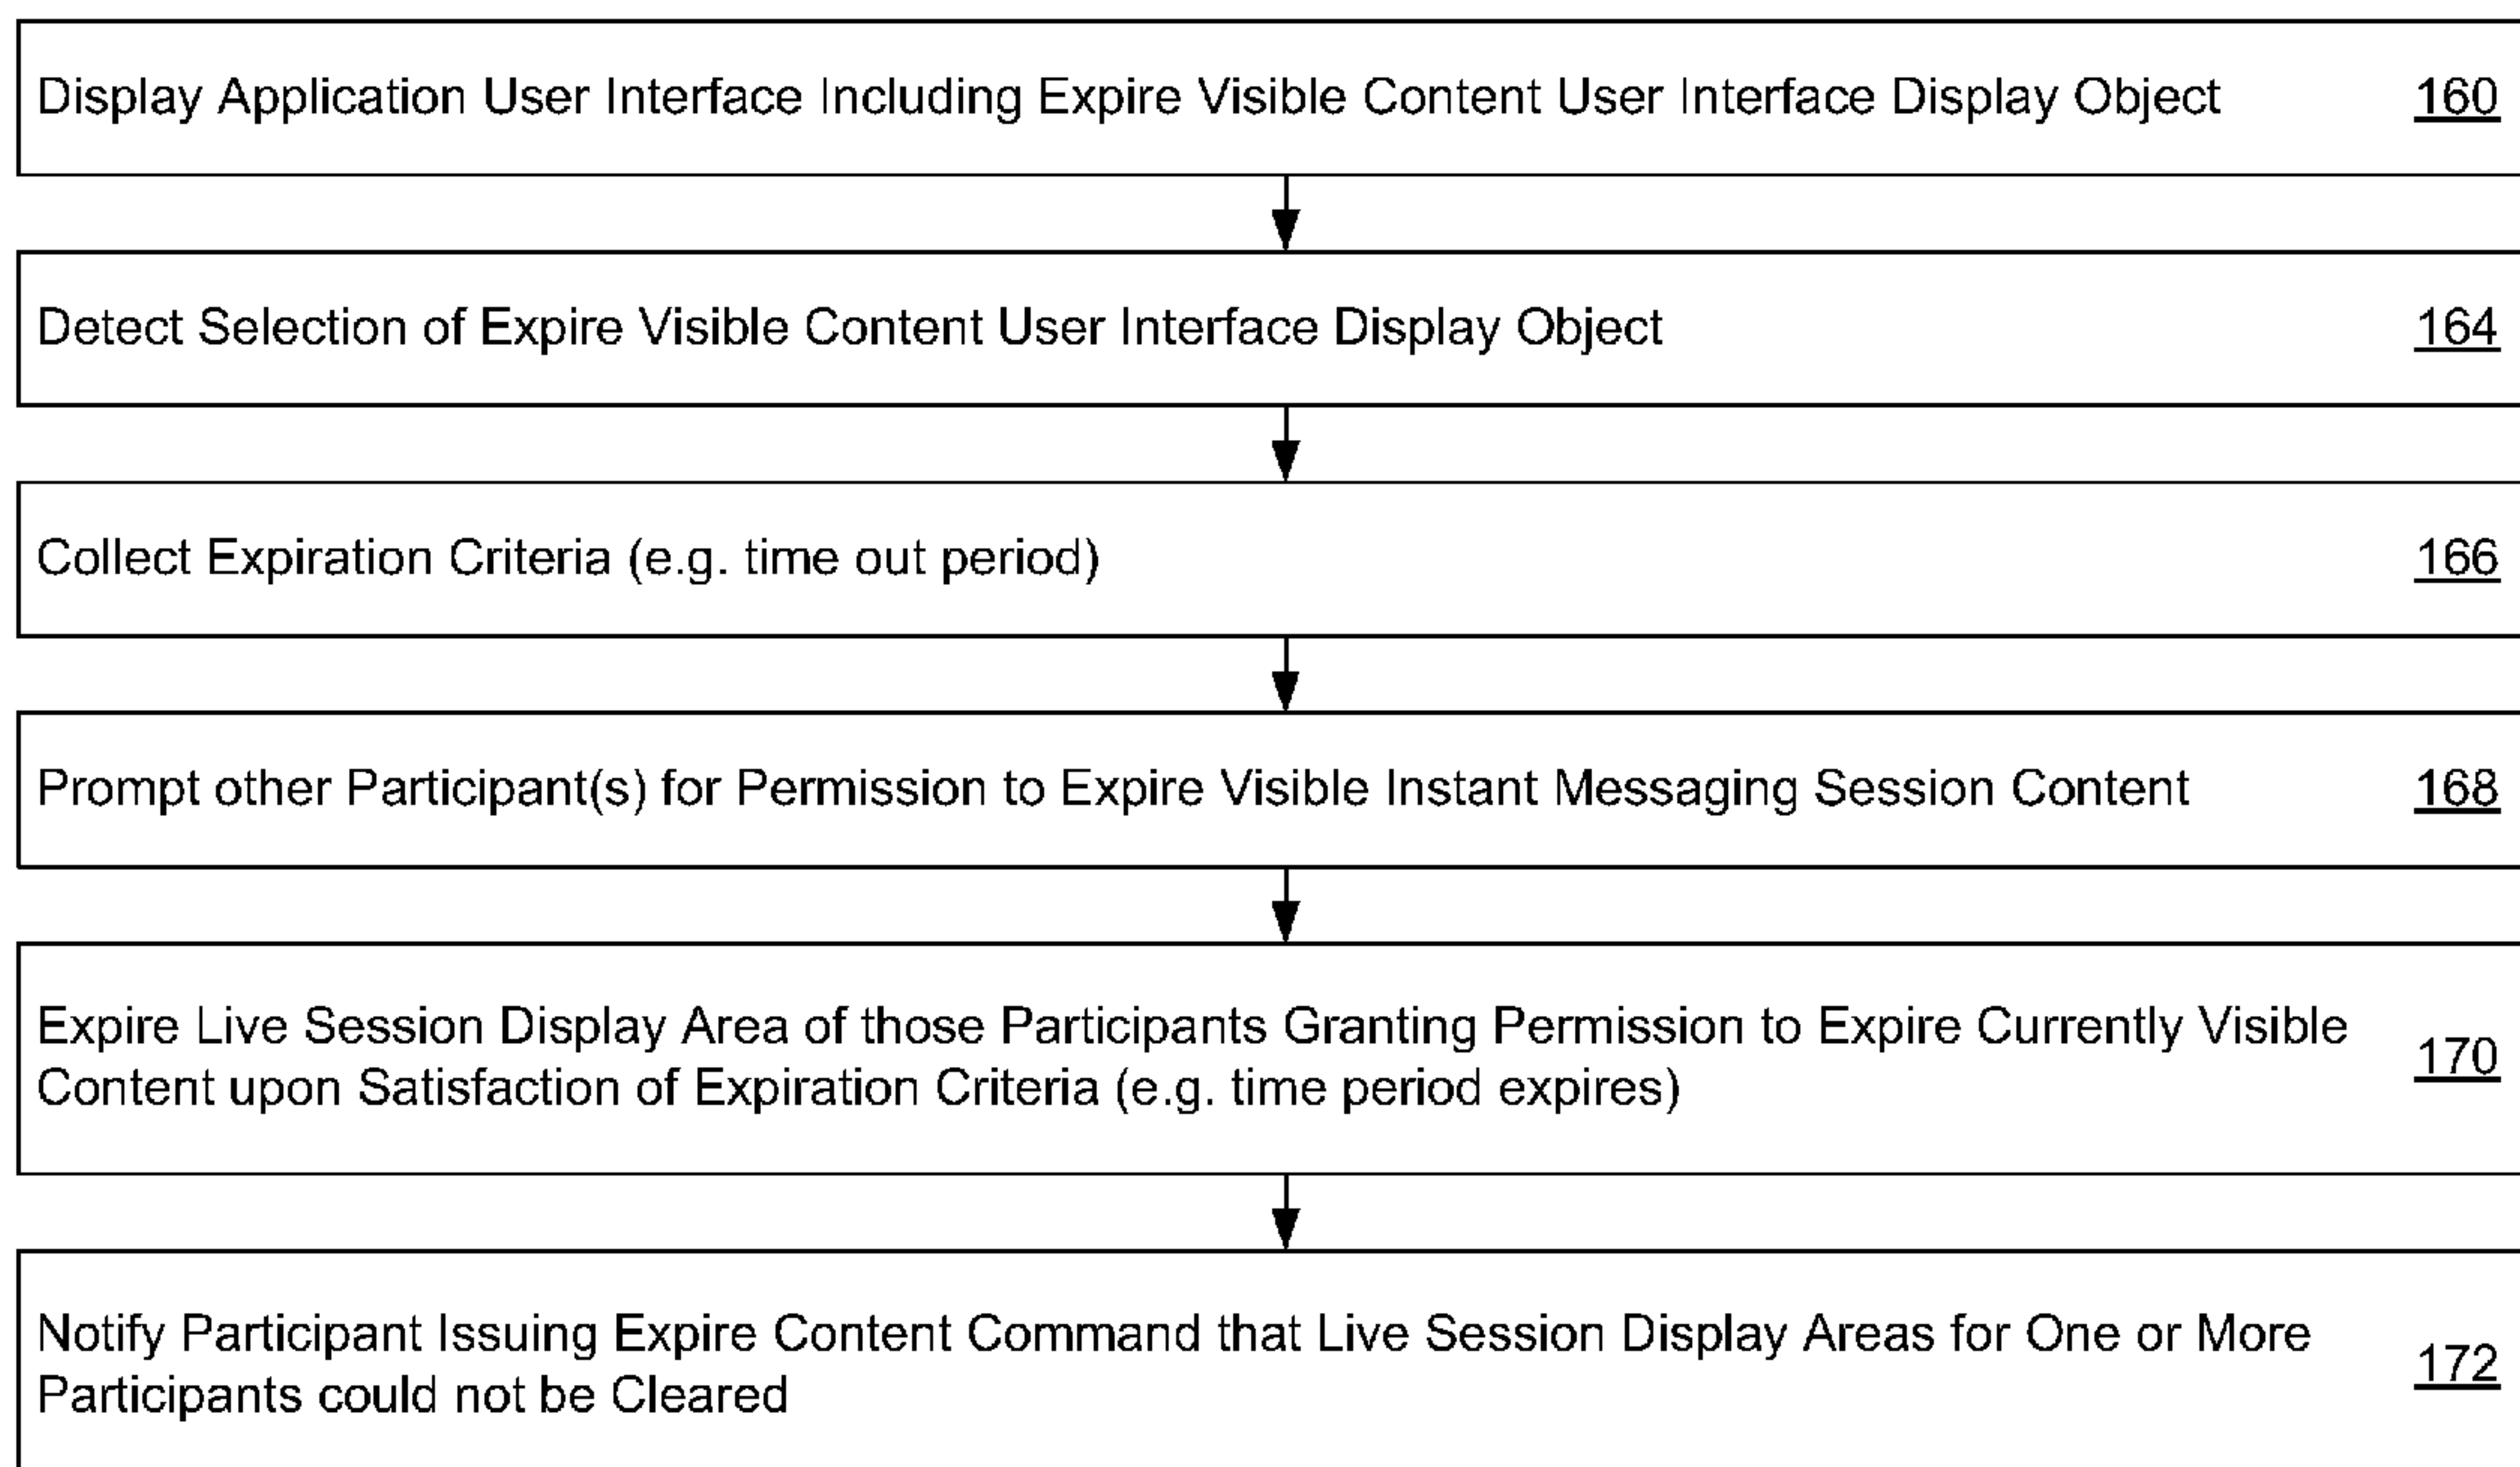 Display Application User Interface Including Expire Visible Content User Interface Display Object 160
Detect Selection of Expire Visible Content User Interface Display Object 164
Collect Expiration Criteria (e.g. time out period) 166
Prompt other Participant(s) for Permission to Expire Visible Instant Messaging Session Content 168
Expire Live Session Display Area of those Participants Granting Permission to Expire Currently Visible
Content upon Satisfaction of Expiration Criteria (e.g. time period expires)
170
Notify Participant Issuing Expire Content Command that Live Session Display Areas for One or More
Participants could not be Cleared
172